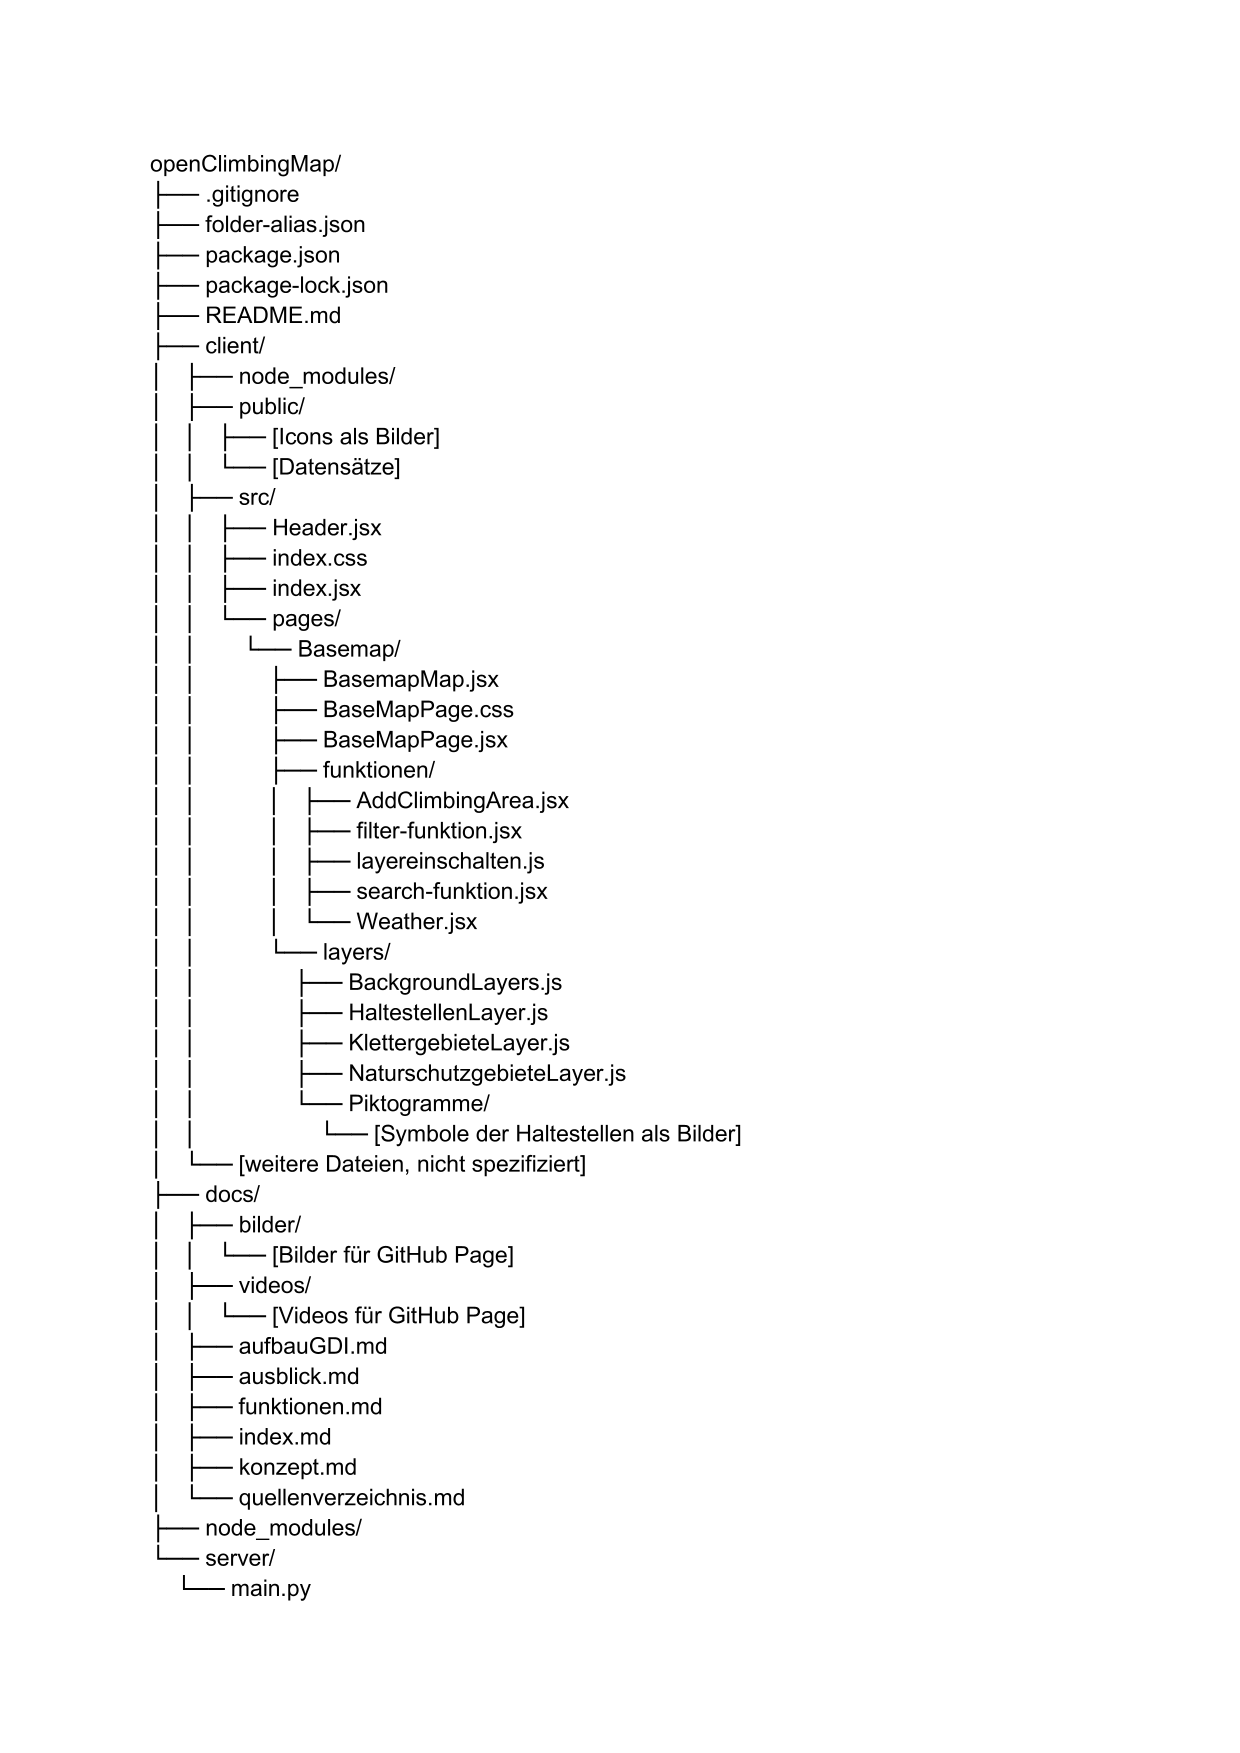 openClimbingMap/
├── .gitignore
├── folder-alias.json
├── package.json
├── package-lock.json
├── README.md
├── client/
│   ├── node_modules/
│   ├── public/
│   │   ├── [Icons als Bilder]
│   │   └── [Datensätze]
│   ├── src/
│   │   ├── Header.jsx
│   │   ├── index.css
│   │   ├── index.jsx
│   │   └── pages/
│   │       └── Basemap/
│   │           ├── BasemapMap.jsx
│   │           ├── BaseMapPage.css
│   │           ├── BaseMapPage.jsx
│   │           ├── funktionen/
│   │           │   ├── AddClimbingArea.jsx
│   │           │   ├── filter-funktion.jsx
│   │           │   ├── layereinschalten.js
│   │           │   ├── search-funktion.jsx
│   │           │   └── Weather.jsx
│   │           └── layers/
│   │               ├── BackgroundLayers.js
│   │               ├── HaltestellenLayer.js
│   │               ├── KlettergebieteLayer.js
│   │               ├── NaturschutzgebieteLayer.js
│   │               └── Piktogramme/
│   │                   └── [Symbole der Haltestellen als Bilder]
│   └── [weitere Dateien, nicht spezifiziert]
├── docs/
│   ├── bilder/
│   │   └── [Bilder für GitHub Page]
│   ├── videos/
│   │   └── [Videos für GitHub Page]
│   ├── aufbauGDI.md
│   ├── ausblick.md
│   ├── funktionen.md
│   ├── index.md
│   ├── konzept.md
│   └── quellenverzeichnis.md
├── node_modules/
└── server/
    └── main.py